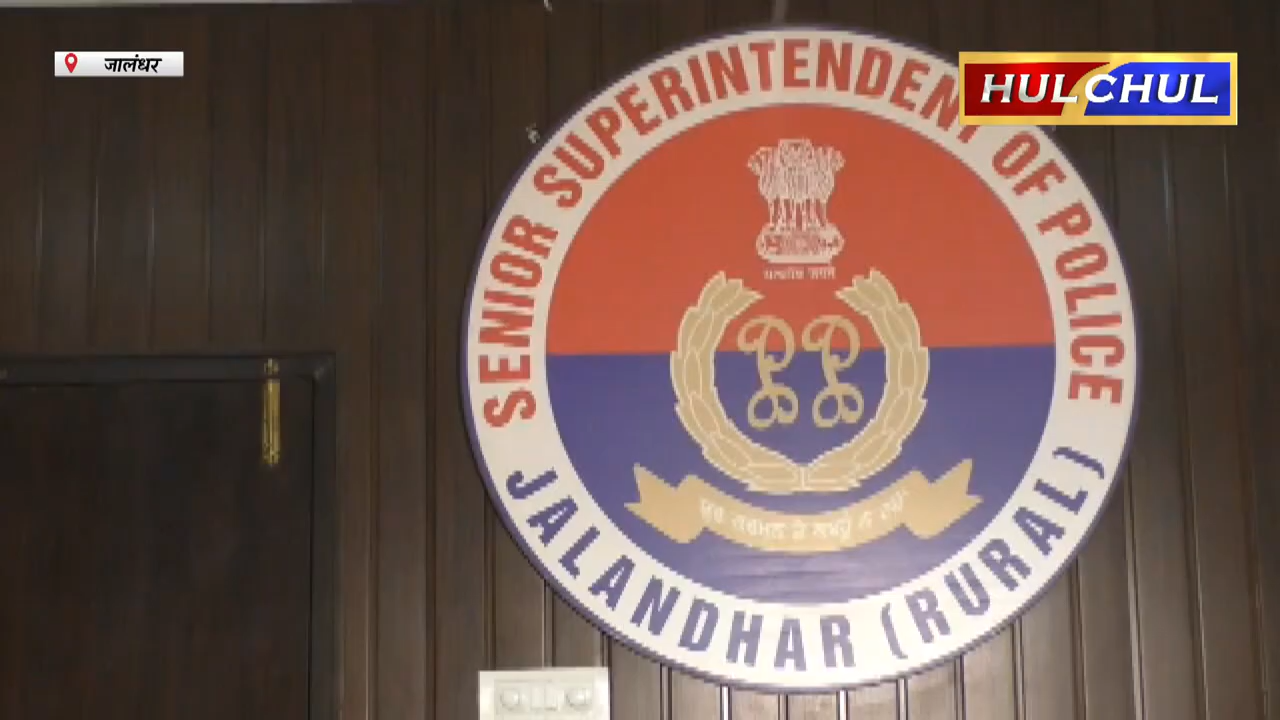 जालंधर
HULCHUL
SENIOR SUPERINTENDENT OF POLICE
JALANDHAR (RURAL)